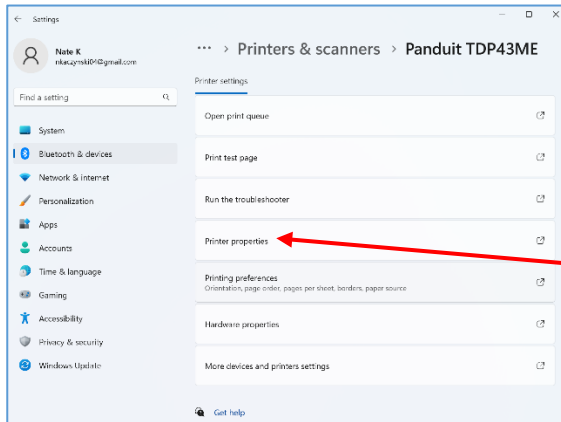 Settings
Nate K
nkaczynski04@gmail.com
... > Printers & scanners > Panduit TDP43ME
Printer settings
Find a setting
Open print queue
System
Print test page
Bluetooth & devices
Network & internet
Run the troubleshooter
Personalization
Apps
Printer properties
Accounts
Time & language
Printing preferences
Orientation, page order, pages per sheet, borders, paper source
Gaming
Accessibility
Hardware properties
Privacy & security
Windows Update
More devices and printers settings
Get help